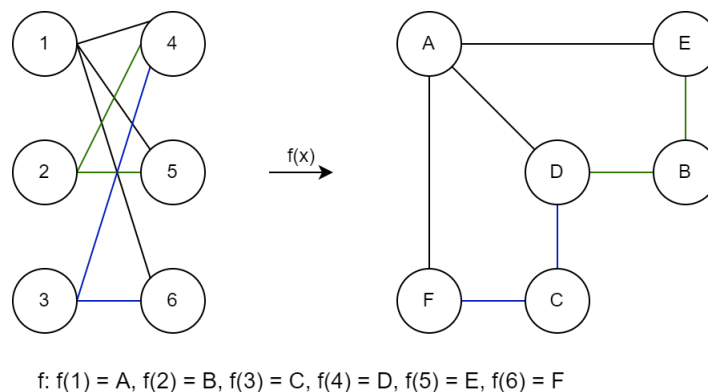 1
4
A
E
2
5
f(x)
D
B
3
6
F
C
f: f(1) = A, f(2) = B, f(3) = C, f(4) = D, f(5) = E, f(6) = F